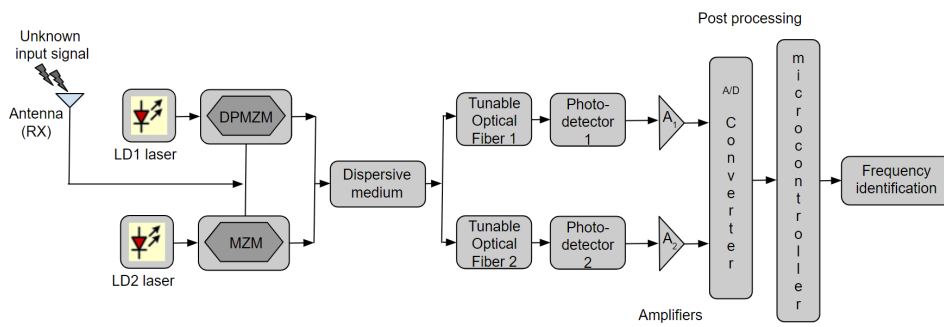 Post processing
Unknown
input signal
Antenna
(RX)
LD1 laser
DPMZM
LD2 laser
MZM
Dispersive
medium
Tunable
Optical
Fiber 1
Photo-
detector
1
A1
Tunable
Optical
Fiber 2
Photo-
detector
2
A2
Amplifiers
A/D
Converter
microcontroller
Frequency
identification